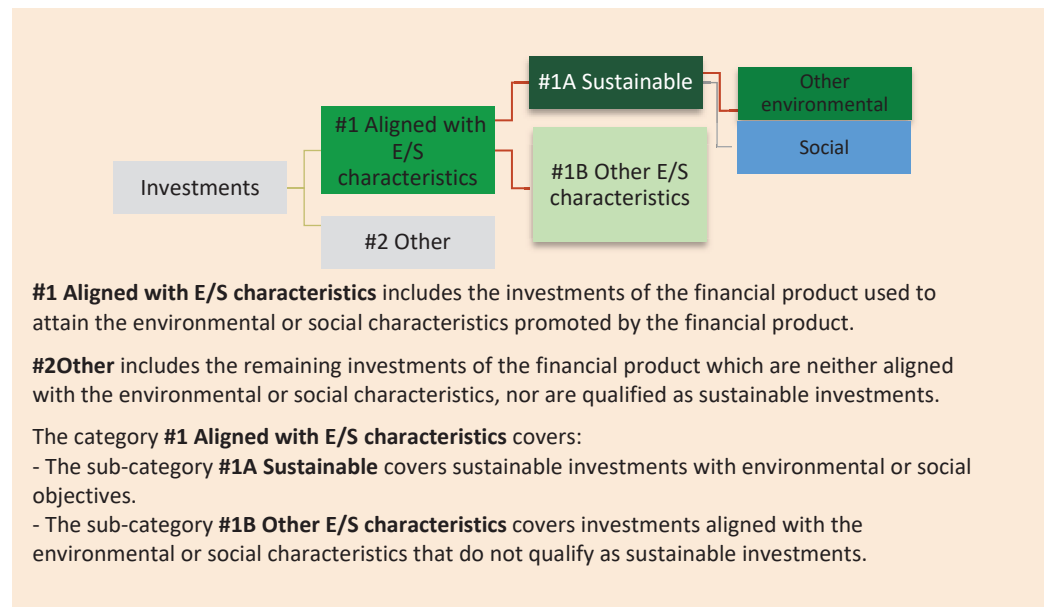 #1A Sustainable
Other
environmental
#1 Aligned with
E/S
characteristics
Social
#1B Other E/S
characteristics
Investments
#2 Other
#1 Aligned with E/S characteristics includes the investments of the financial product used to
attain the environmental or social characteristics promoted by the financial product.
#2Other includes the remaining investments of the financial product which are neither aligned
with the environmental or social characteristics, nor are qualified as sustainable investments.
The category #1 Aligned with E/S characteristics covers:
- The sub-category #1A Sustainable covers sustainable investments with environmental or social
objectives.
- The sub-category #1B Other E/S characteristics covers investments aligned with the
environmental or social characteristics that do not qualify as sustainable investments.